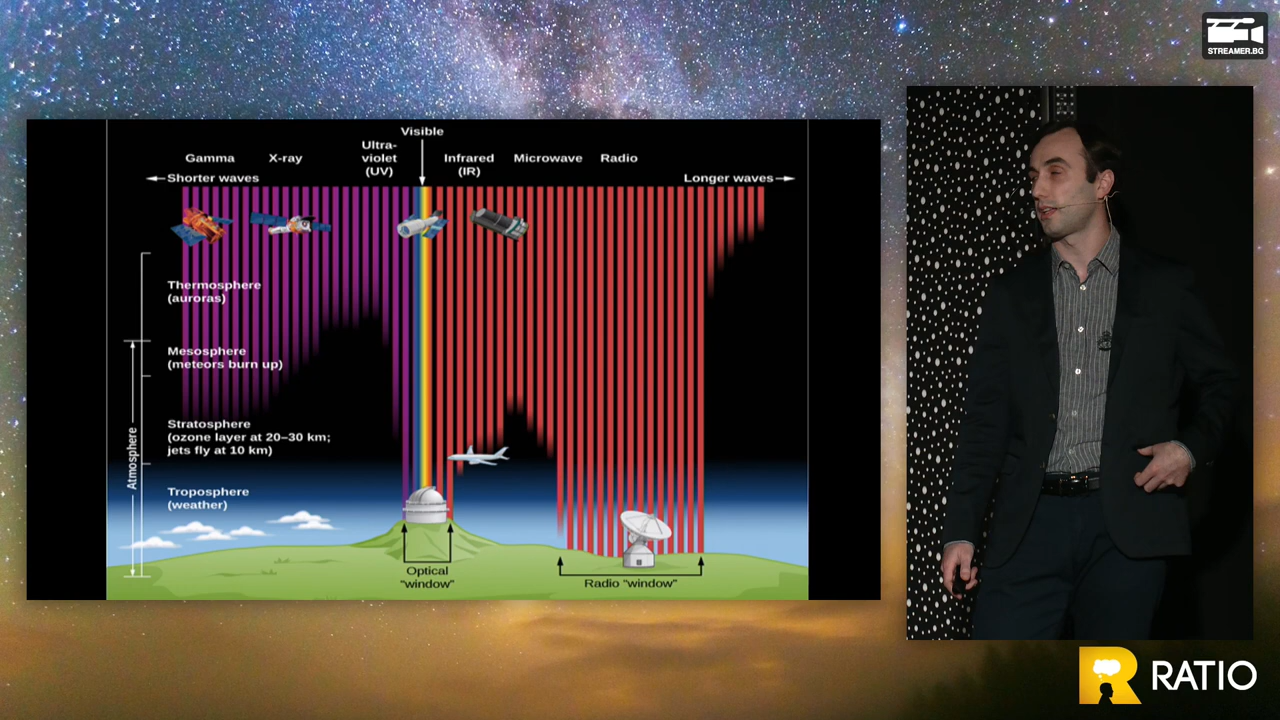 STREAMER.BG
Visible
Gamma
X-ray
Ultra-
violet
(UV)
Infrared
(IR)
Microwave
Radio
Shorter waves
Longer waves
Thermosphere
(auroras)
Mesosphere
(meteors burn up)
Stratosphere
(ozone layer at 20–30 km;
jets fly at 10 km)
Atmosphere
Troposphere
(weather)
Optical
"window"
Radio "window"
R RATIO